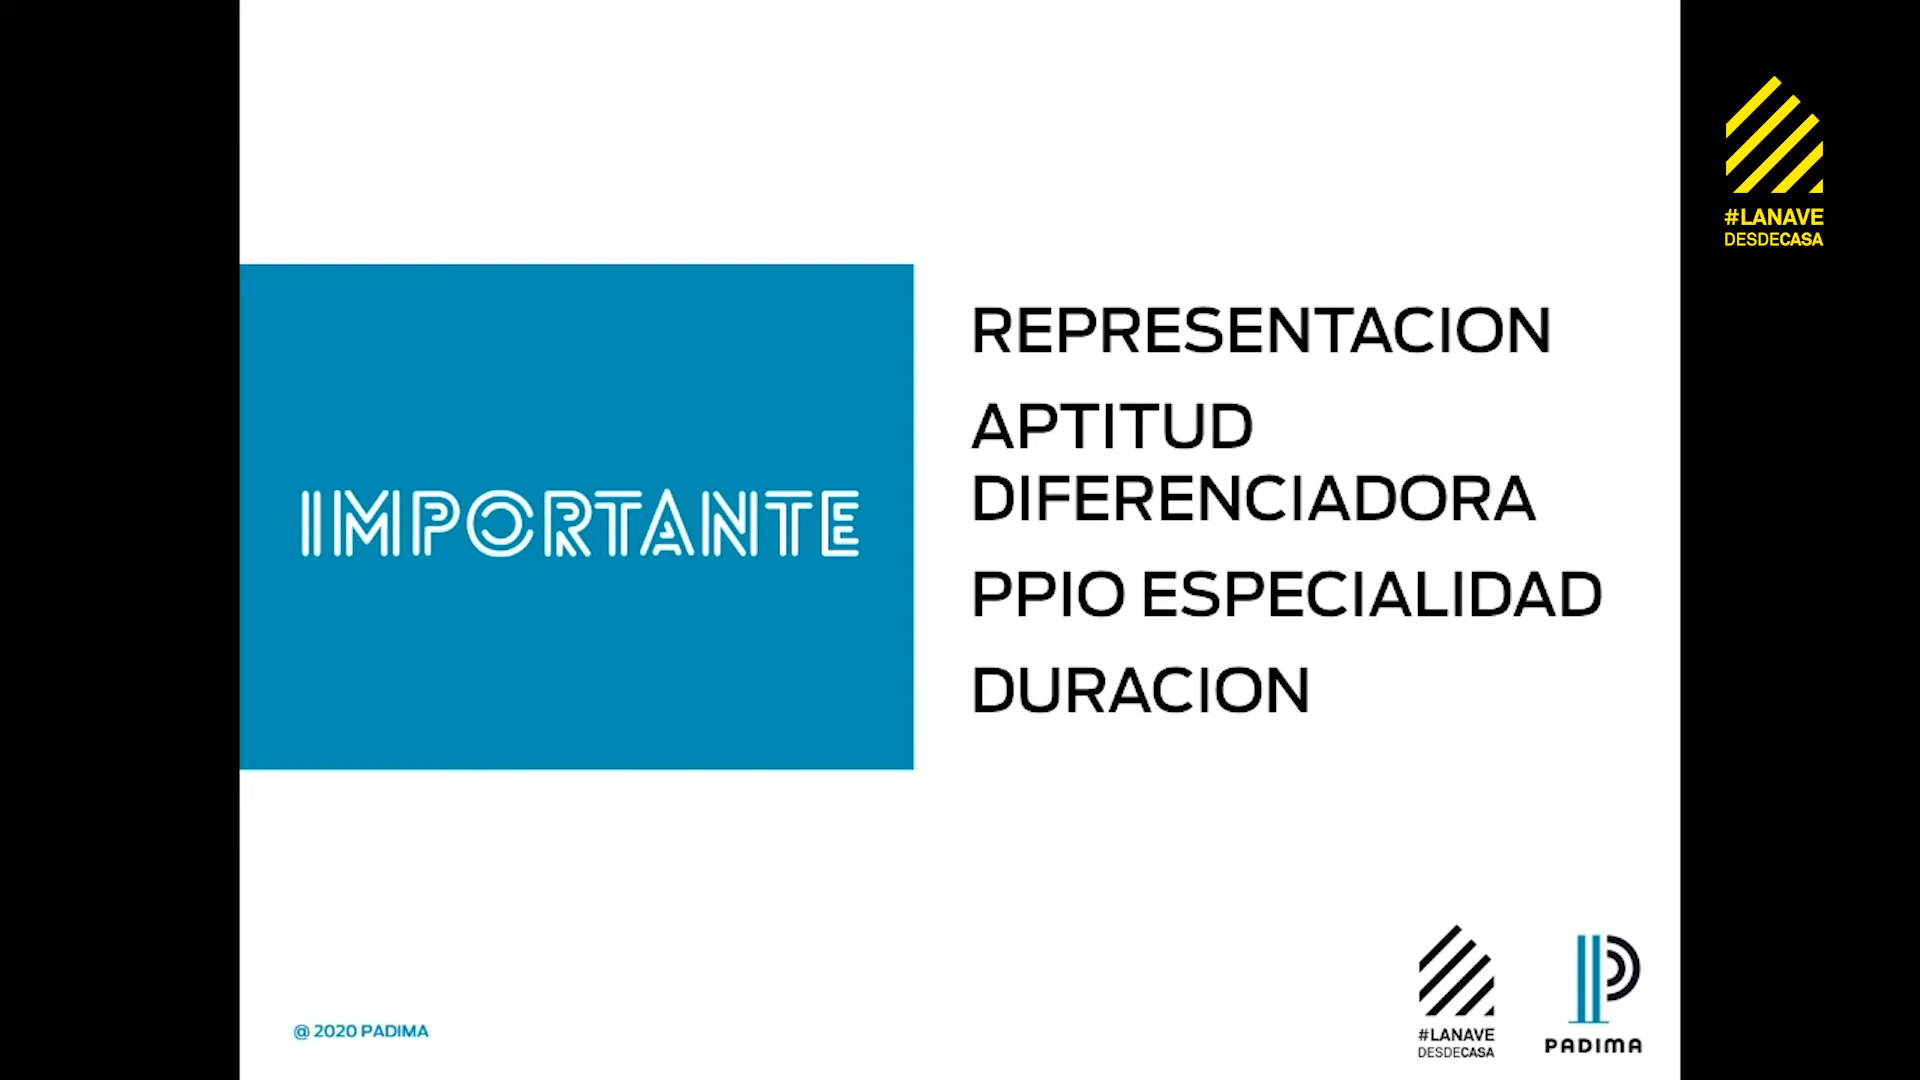 #LANAVE
DESDECASA
IMPORTANTE
REPRESENTACION
APTITUD
DIFERENCIADORA
PPIO ESPECIALIDAD
DURACION
@ 2020 PADIMA
#LANAVE
DESDECASA
PADIMA